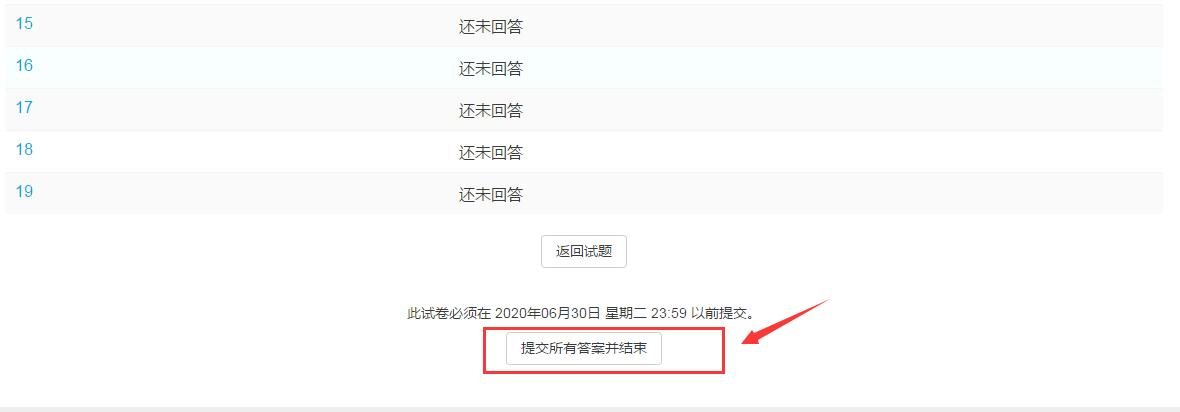 15 还未回答
16 还未回答
17 还未回答
18 还未回答
19 还未回答
返回试题
此试卷必须在 2020年06月30日 星期二 23:59 以前提交。
提交所有答案并结束